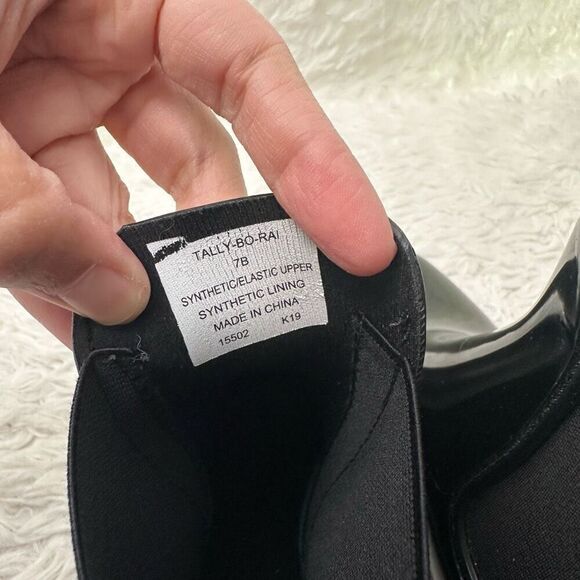 TALLY-BO-RAI
7B
SYNTHETIC/ELASTIC UPPER
SYNTHETIC LINING
MADE IN CHINA
15502 K19